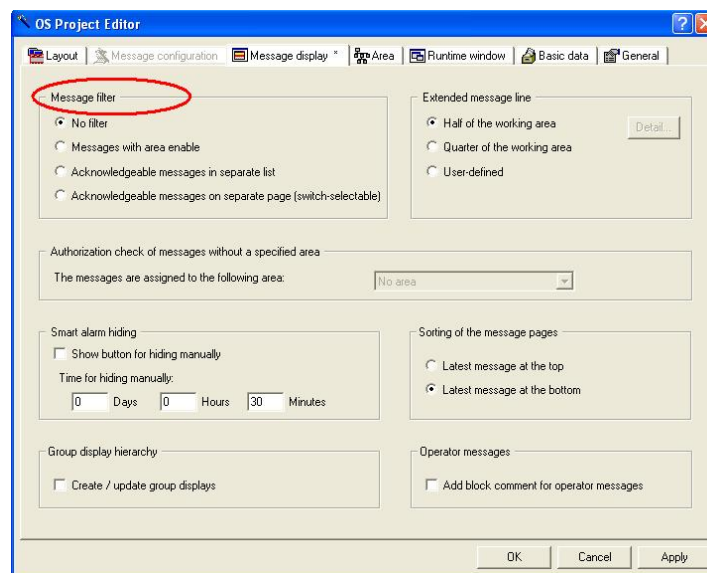 OS Project Editor
Layout
Message configuration
Message display *
Area
Runtime window
Basic data
General
Message filter
No filter
Messages with area enable
Acknowledgeable messages in separate list
Acknowledgeable messages on separate page (switch-selectable)
Extended message line
Half of the working area
Detail...
Quarter of the working area
User-defined
Authorization check of messages without a specified area
The messages are assigned to the following area:
No area
Smart alarm hiding
Show button for hiding manually
Time for hiding manually:
0 Days 0 Hours 30 Minutes
Sorting of the message pages
Latest message at the top
Latest message at the bottom
Group display hierarchy
Create / update group displays
Operator messages
Add block comment for operator messages
OK
Cancel
Apply